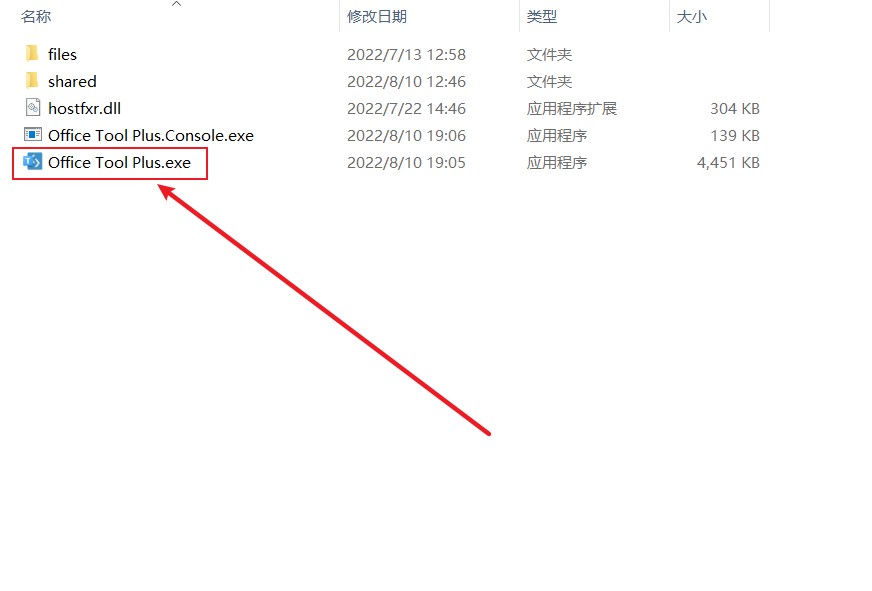 名称 修改日期 类型 大小
files 2022/7/13 12:58 文件夹
shared 2022/8/10 12:46 文件夹
hostfxr.dll 2022/7/22 14:46 应用程序扩展 304 KB
Office Tool Plus.Console.exe 2022/8/10 19:06 应用程序 139 KB
Office Tool Plus.exe 2022/8/10 19:05 应用程序 4,451 KB